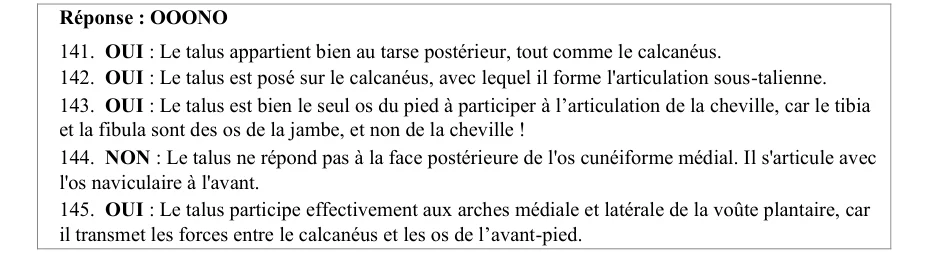 Réponse : OOONO
141. OUI : Le talus appartient bien au tarse postérieur, tout comme le calcanéus.
142. OUI : Le talus est posé sur le calcanéus, avec lequel il forme l'articulation sous-talienne.
143. OUI : Le talus est bien le seul os du pied à participer à l’articulation de la cheville, car le tibia
et la fibula sont des os de la jambe, et non de la cheville !
144. NON : Le talus ne répond pas à la face postérieure de l'os cunéiforme médial. Il s'articule avec
l'os naviculaire à l'avant.
145. OUI : Le talus participe effectivement aux arches médiale et latérale de la voûte plantaire, car
il transmet les forces entre le calcanéus et les os de l’avant-pied.